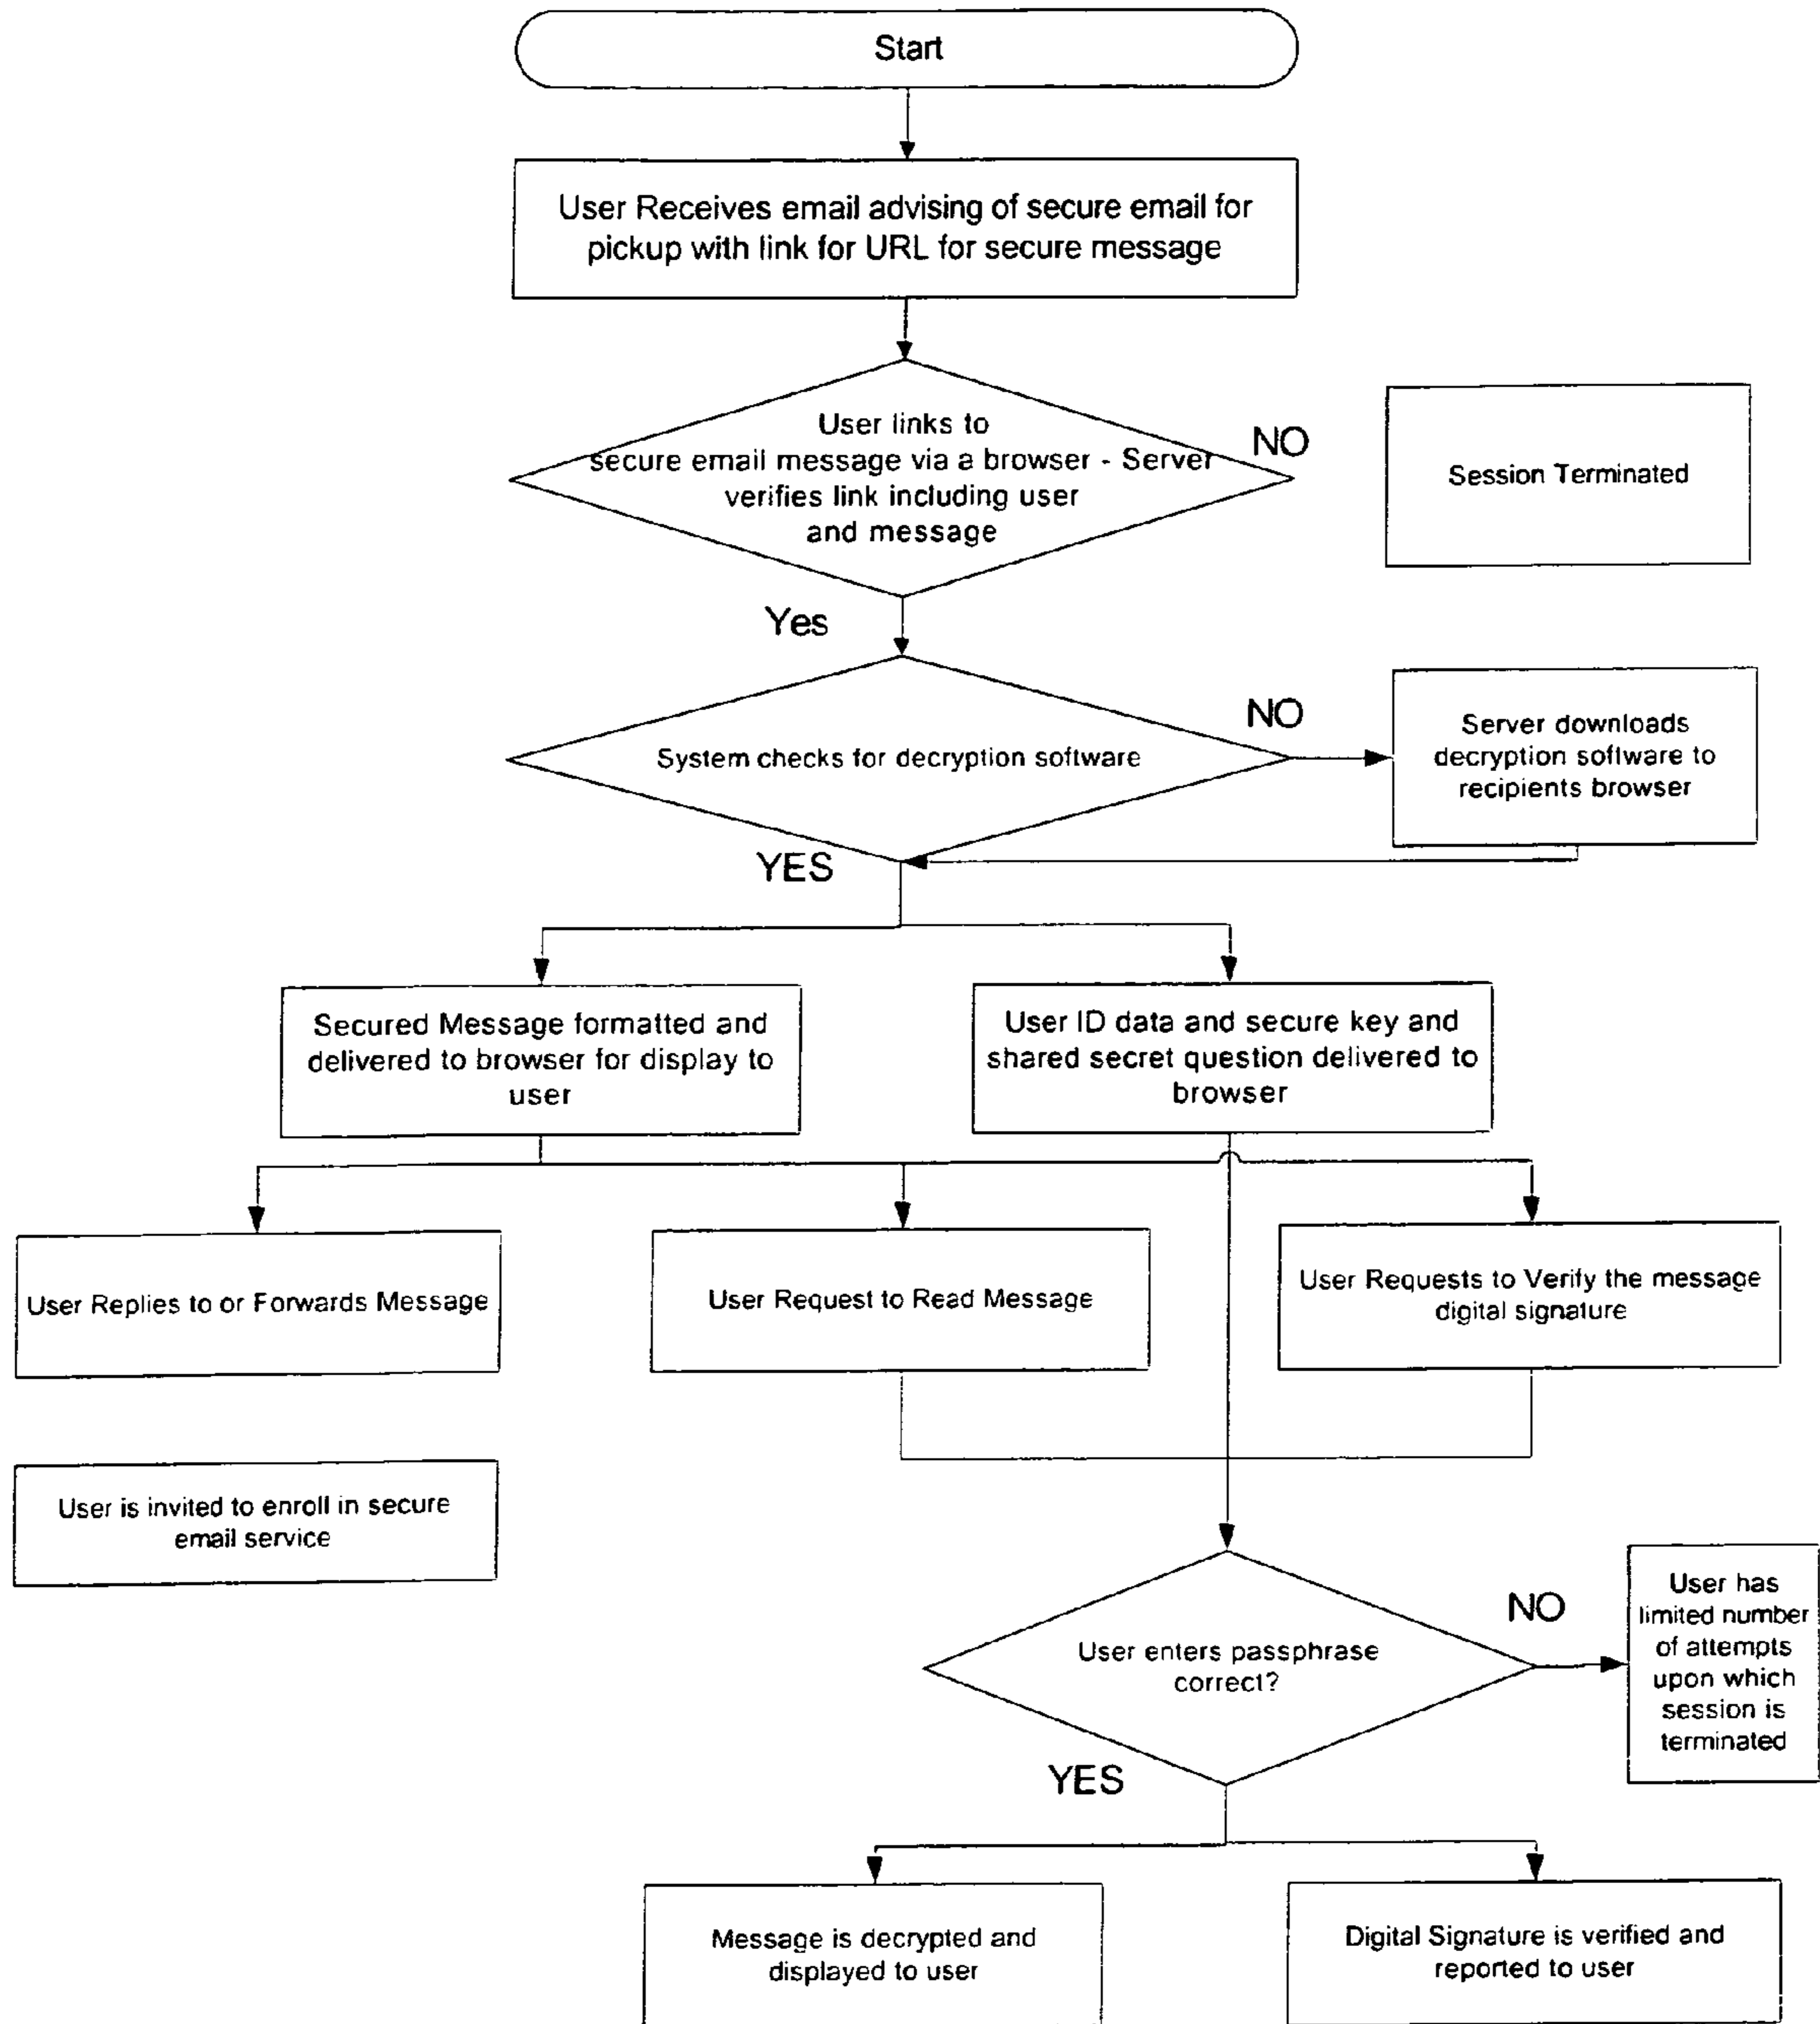 Start
User Receives email advising of secure email for
pickup with link for URL for secure message
User links to
secure email message via a browser - Server
verifies link including user
and message
NO
Session Terminated
Yes
System checks for decryption software
NO
Server downloads
decryption software to
recipients browser
YES
Secured Message formatted and
delivered to browser for display to
user
User ID data and secure key and
shared secret question delivered to
browser
User Replies to or Forwards Message
User Request to Read Message
User Requests to Verify the message
digital signature
User is invited to enroll in secure
email service
User enters passphrase
correct?
NO
User has
limited number
of attempts
upon which
session is
terminated
YES
Message is decrypted and
displayed to user
Digital Signature is verified and
reported to user